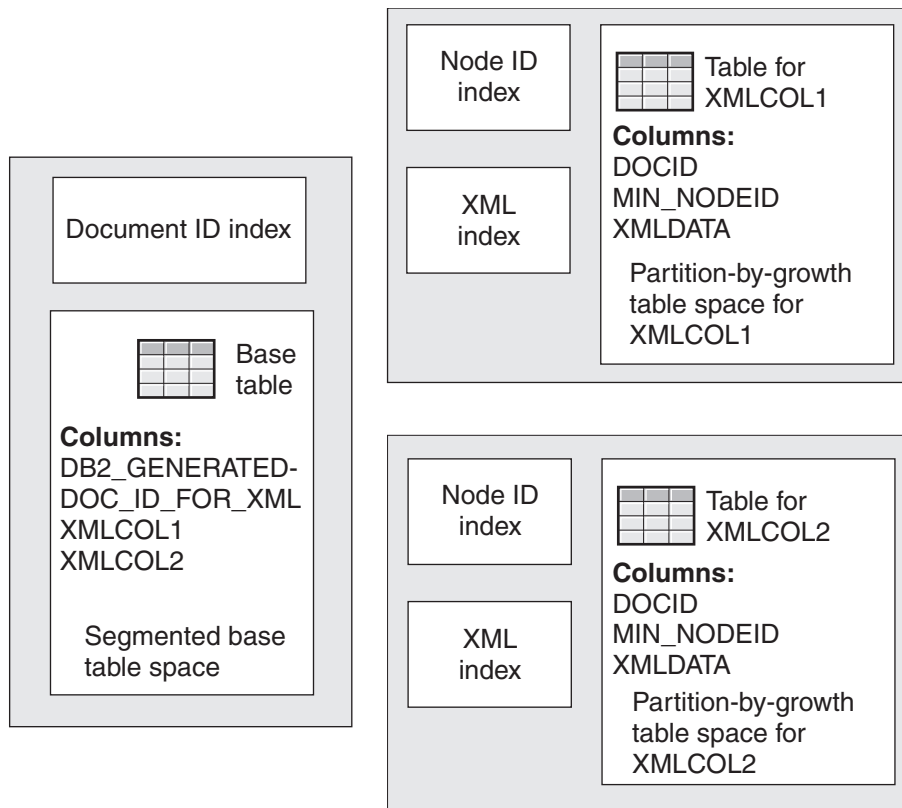 Document ID index
Base
table
Columns:
DB2_GENERATED-
DOC_ID_FOR_XML
XMLCOL1
XMLCOL2
Segmented base
table space
Node ID
index
XML
index
Table for
XMLCOL1
Columns:
DOCID
MIN_NODEID
XMLDATA
Partition-by-growth
table space for
XMLCOL1
Node ID
index
XML
index
Table for
XMLCOL2
Columns:
DOCID
MIN_NODEID
XMLDATA
Partition-by-growth
table space for
XMLCOL2